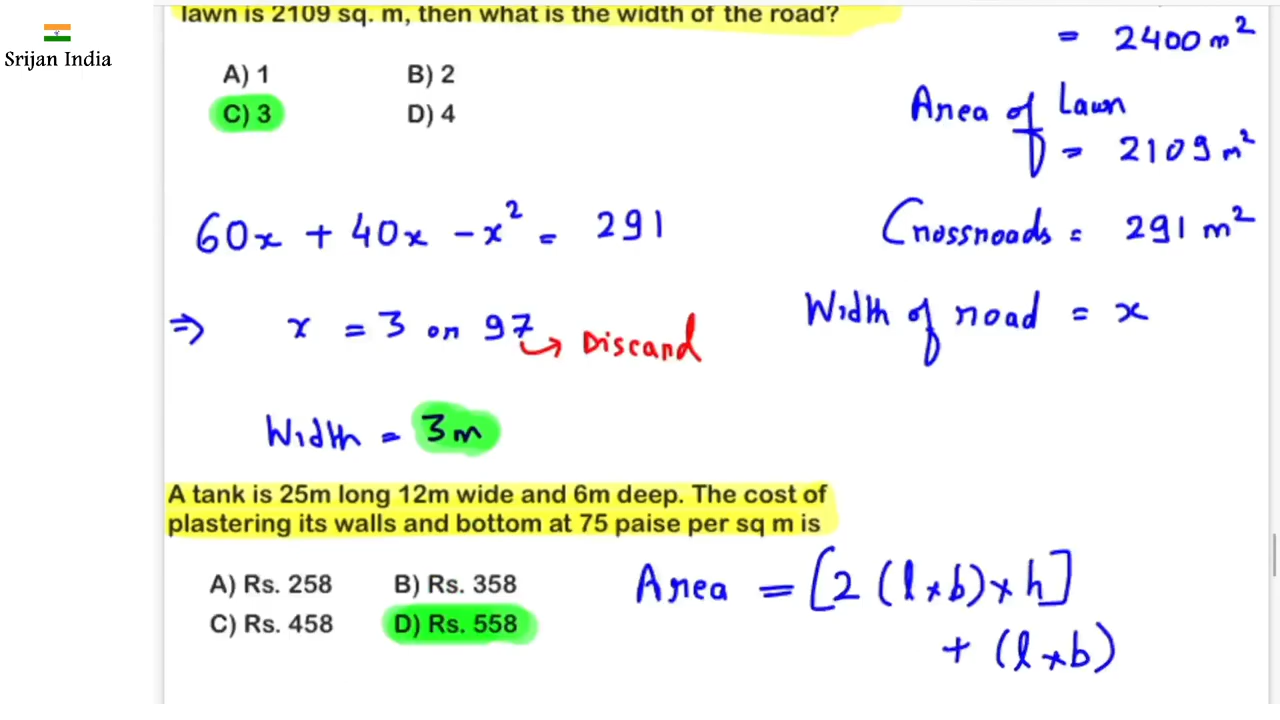 lawn is 2109 sq. m, then what is the width of the road?
Srijan India
A) 1 B) 2
C) 3 D) 4
= 2400 m²
Area of Lawn
= 2109 m²
Crossroads = 291 m²
Width of road = x
60x + 40x - x² = 291
⇒ x = 3 or 97 → Discard
Width = 3m
A tank is 25m long 12m wide and 6m deep. The cost of
plastering its walls and bottom at 75 paise per sq m is
A) Rs. 258 B) Rs. 358
C) Rs. 458 D) Rs. 558
Area = [2 (l×b)×h]
+ (l×b)